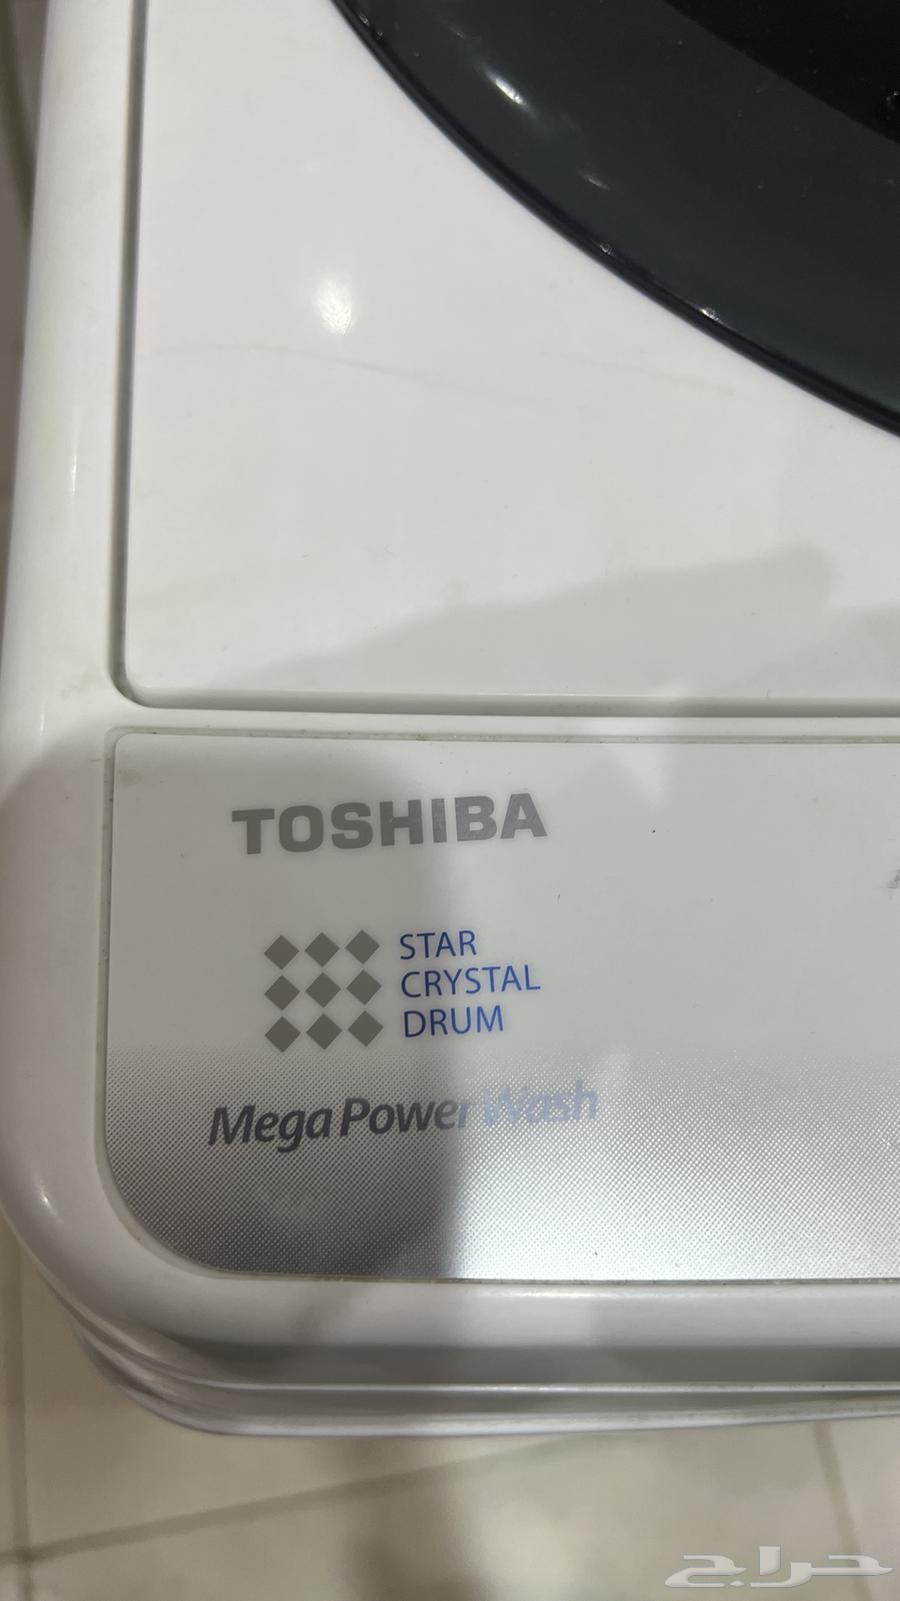 TOSHIBA
STAR
CRYSTAL
DRUM
Mega Power Wash
حراج